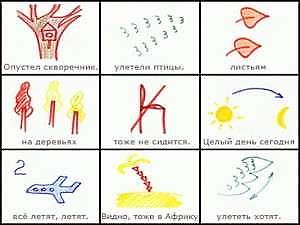 Опустел скворечник.
улетели птицы.
листьям
на деревьях
К
тоже не сидится.
Целый день сегодня
2
всё летят, летят.
Видно, тоже в Африку
улететь хотят.